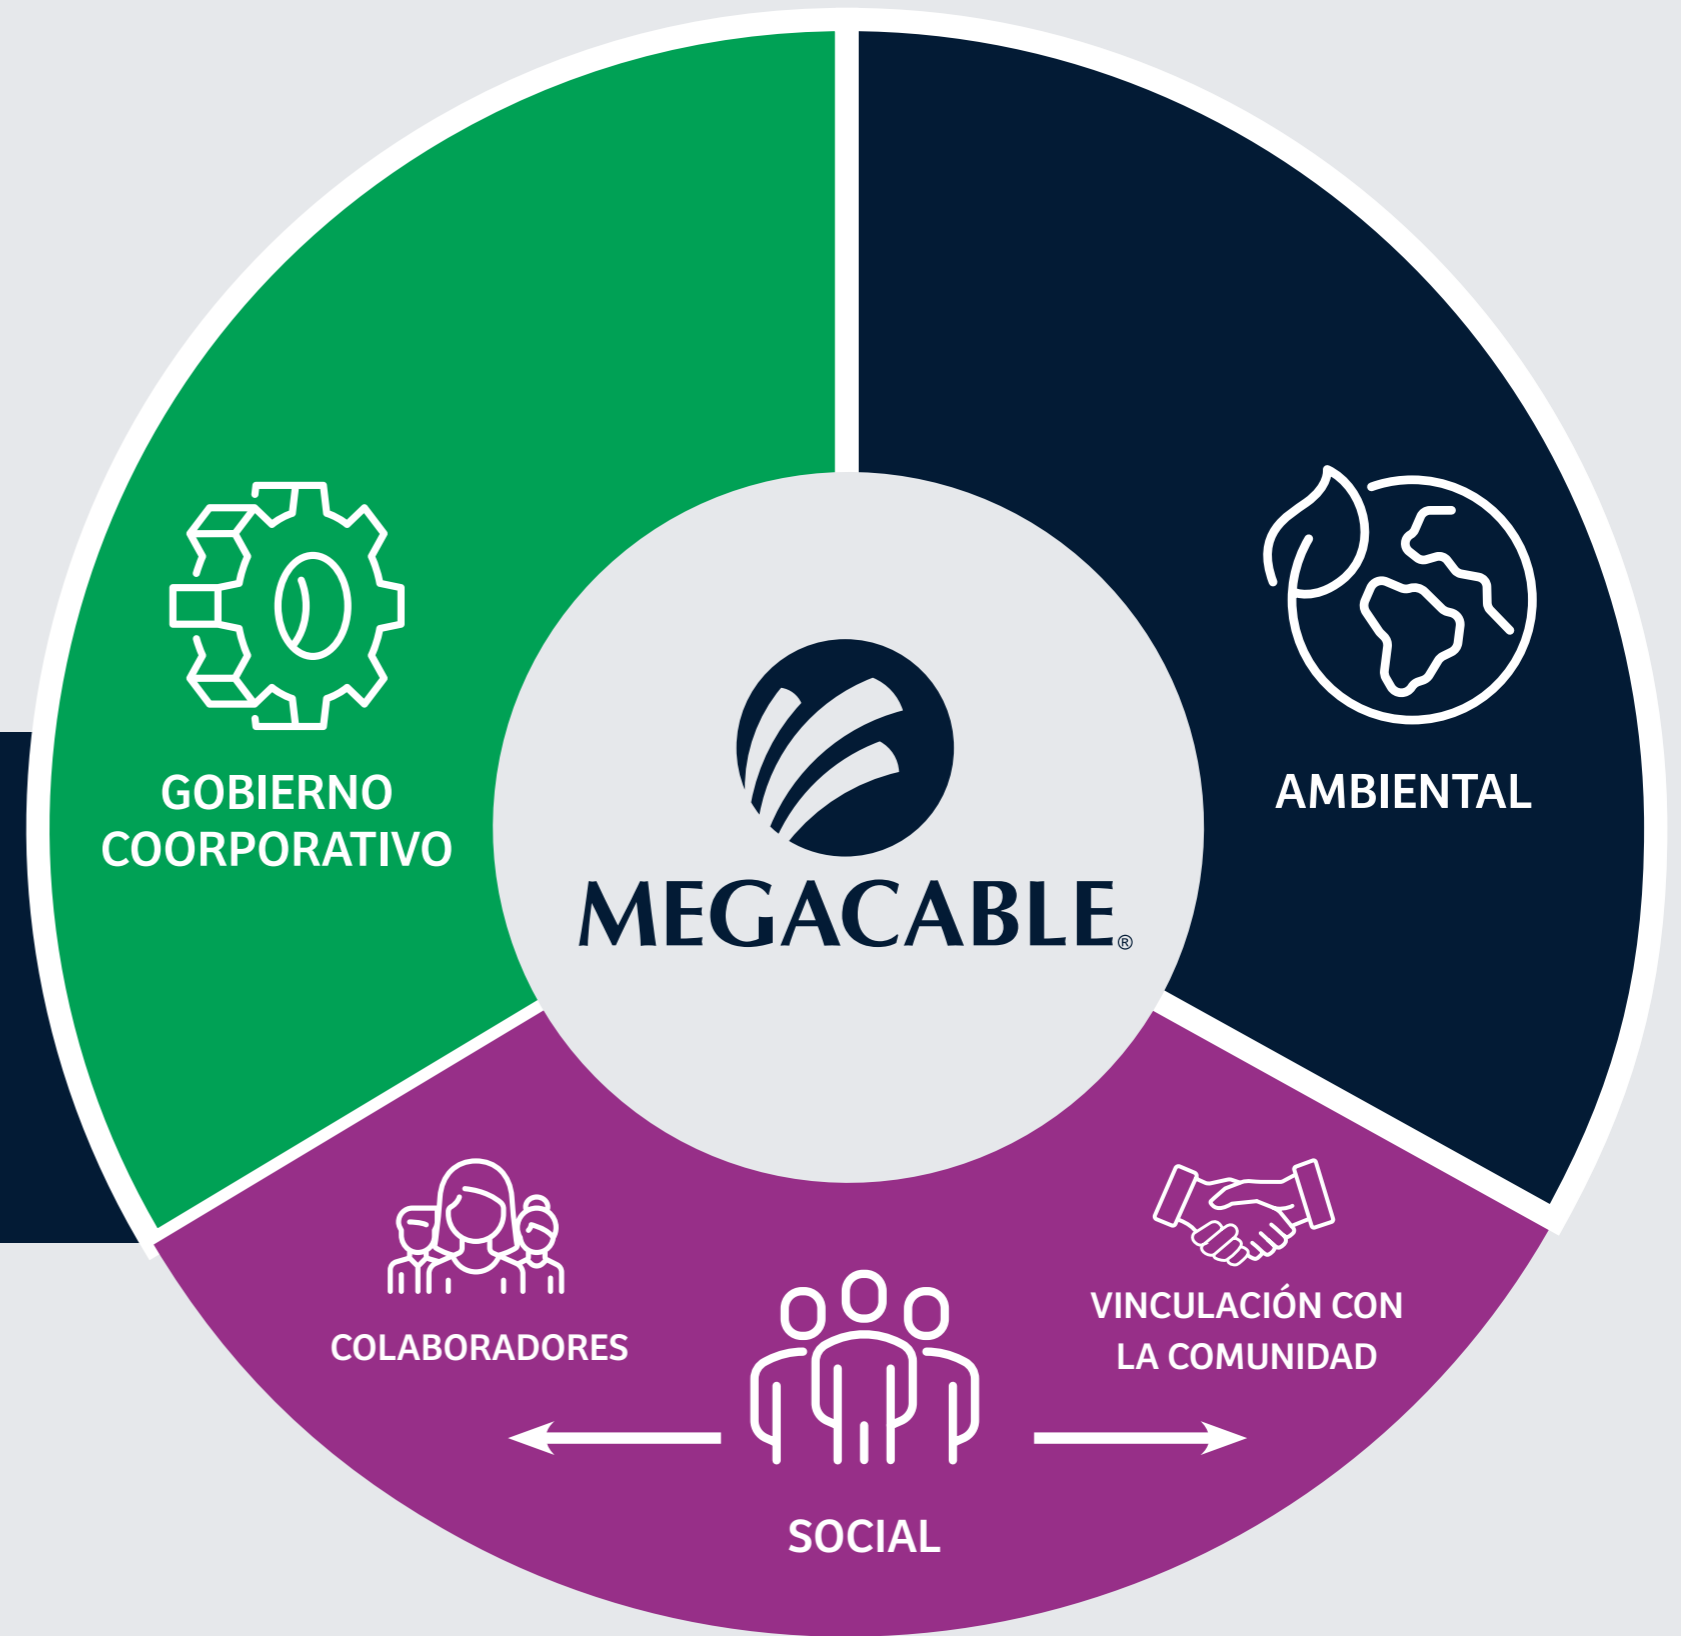 GOBIERNO
COORPORATIVO
AMBIENTAL
MEGACABLE®
COLABORADORES
VINCULACIÓN CON
LA COMUNIDAD
SOCIAL